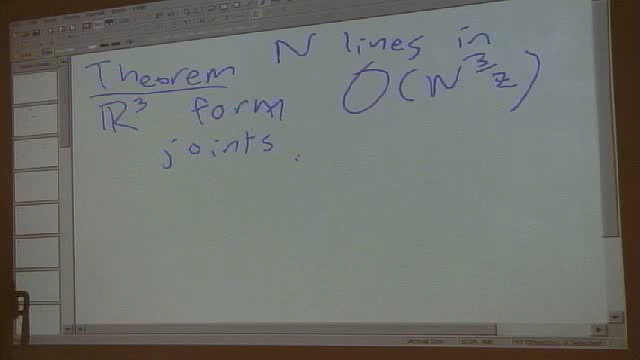 Theorem N lines in
ℝ³ form O(N^{3/2})
joints.